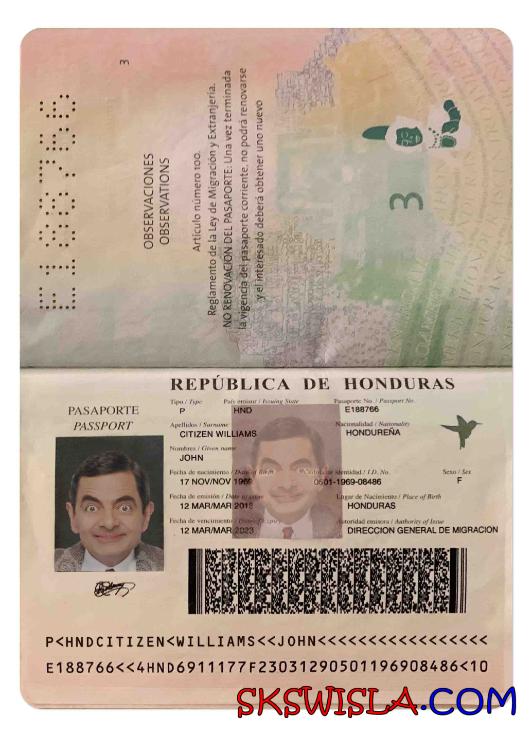 E188766
3
OBSERVACIONES
OBSERVATIONS
Artículo número 100.
Reglamento de la Ley de Migración y Extranjería.
NO RENOVACIÓN DEL PASAPORTE: Una vez terminada
la vigencia del pasaporte corriente, no podrá renovarse
y el interesado deberá obtener uno nuevo
3
REPÚBLICA DE HONDURAS
PASAPORTE
PASSPORT
Tipo / Type País emisor / Issuing State Pasaporte No. / Passport No.
P HND E188766
Apellidos / Surname Nacionalidad / Nationality
CITIZEN WILLIAMS HONDUREÑA
Nombres / Given name
JOHN
Fecha de nacimiento / Date of Birth de Identidad / I.D. No. Sexo / Sex
17 NOV/NOV 1969 0501-1969-08486 F
Fecha de emisión / Date of issue Lugar de Nacimiento / Place of Birth
12 MAR/MAR 2018 HONDURAS
Fecha de vencimiento / Date of Expiry Autoridad emisora / Authority of Issue
12 MAR/MAR 2023 DIRECCION GENERAL DE MIGRACION
P<HNDCITIZEN<WILLIAMS<<JOHN<<<<<<<<<<<<<<<<<
E188766<<4HND6911177F23031290501196908486<10
SKSWISLA.COM